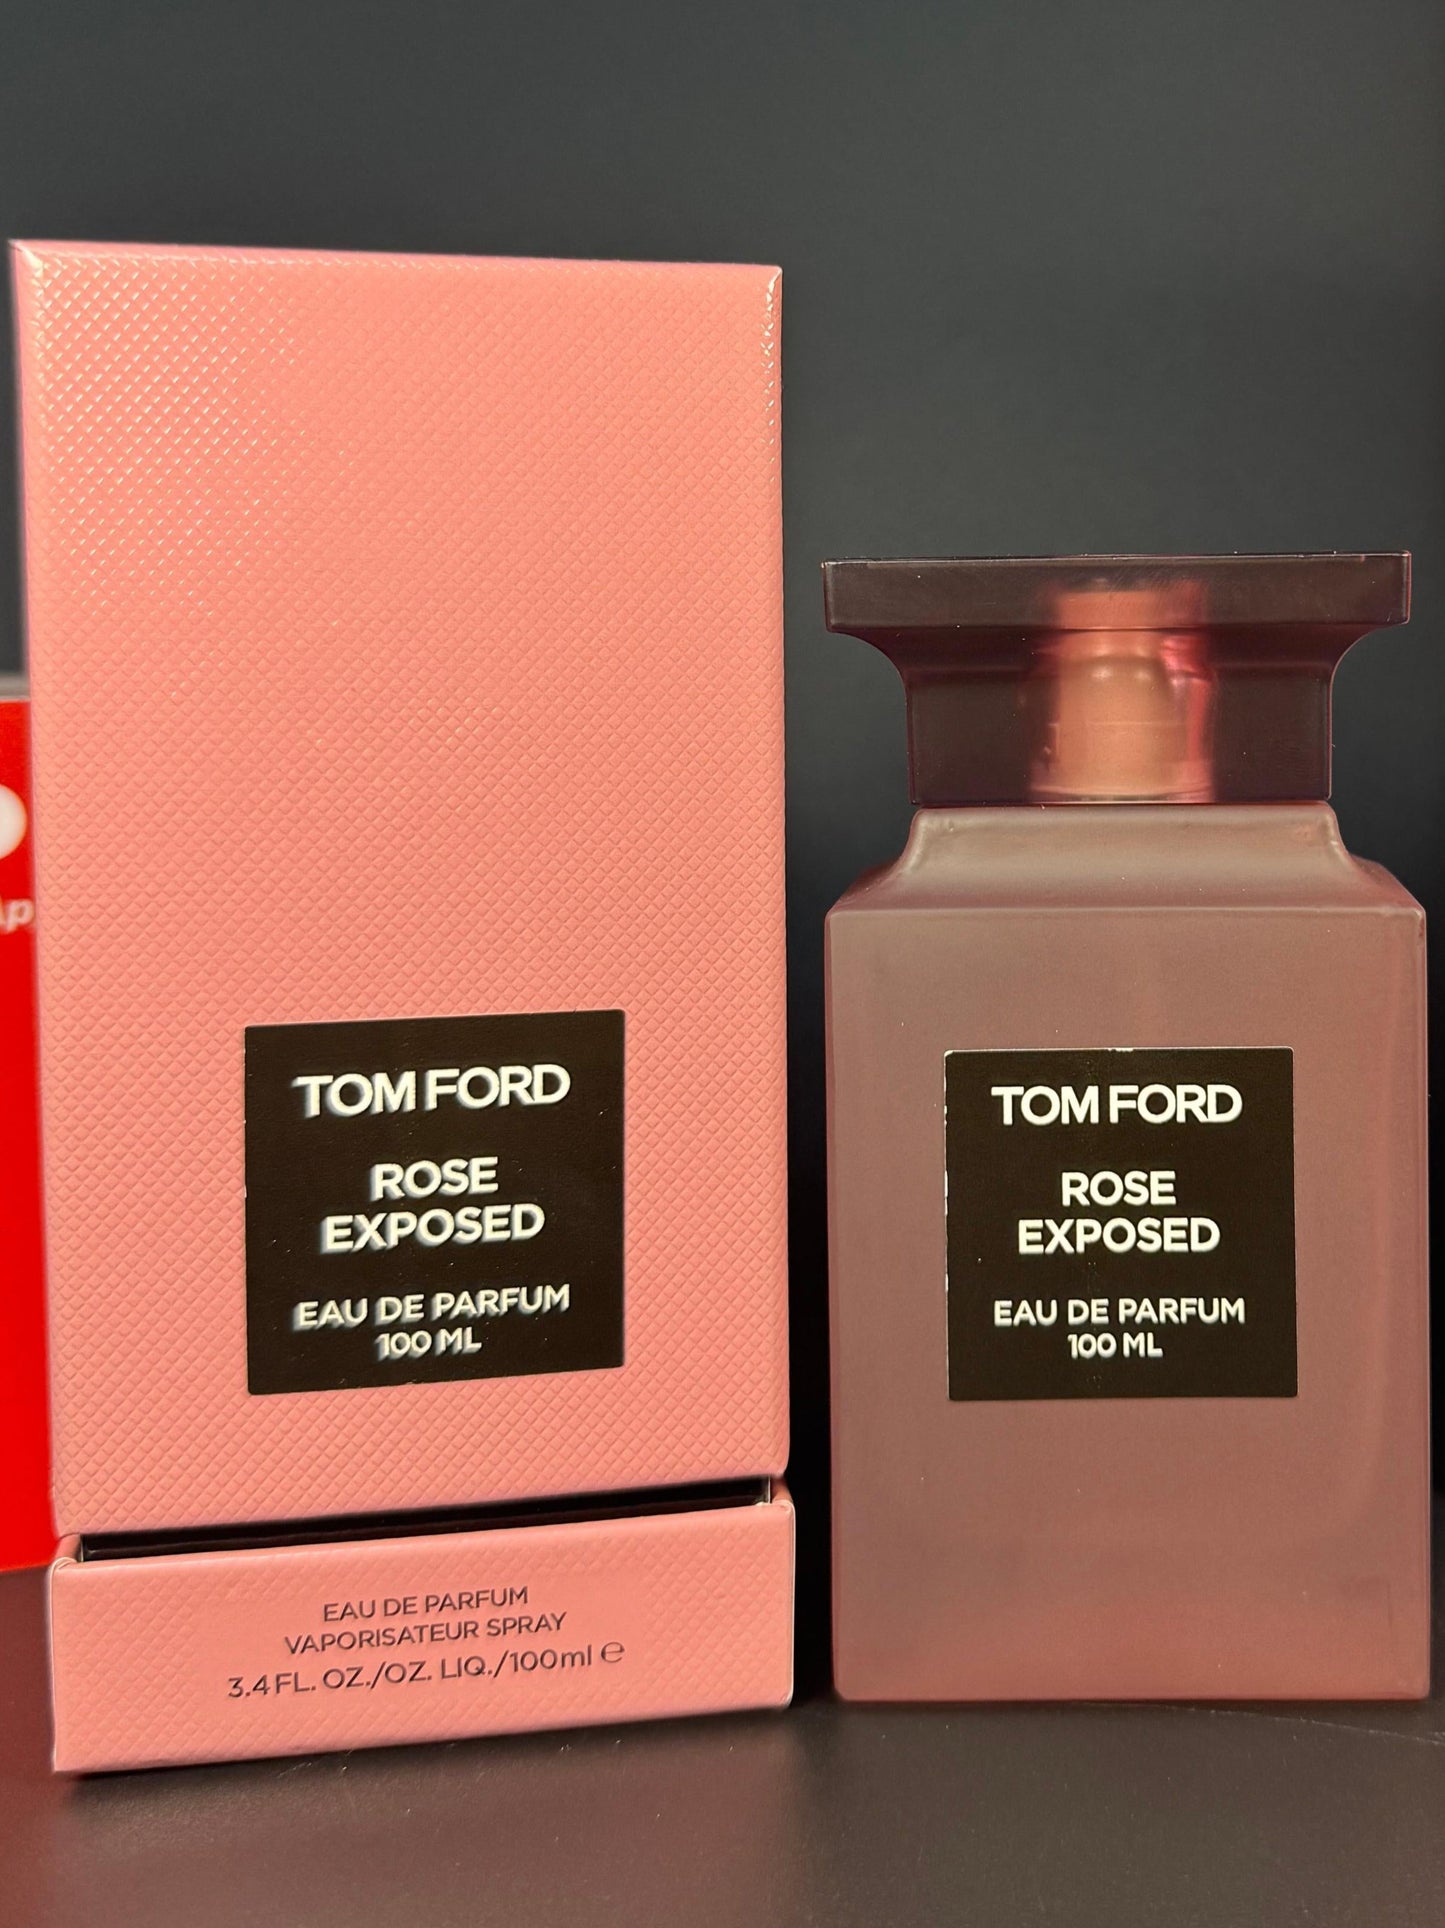 TOM FORD
ROSE
EXPOSED
EAU DE PARFUM
100 ML
EAU DE PARFUM
VAPORISATEUR SPRAY
3.4 FL. OZ./OZ. LIQ./100ml ℮
TOM FORD
ROSE
EXPOSED
EAU DE PARFUM
100 ML